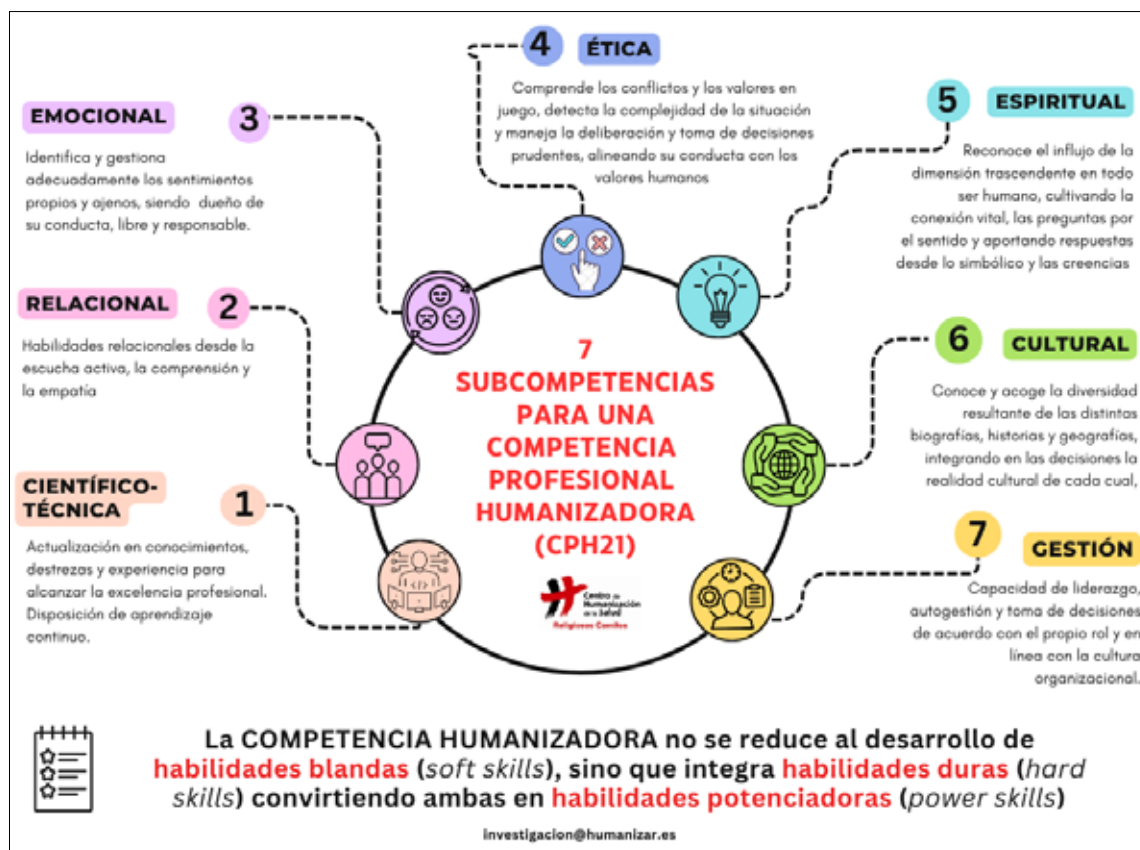 CIENTÍFICO-
TÉCNICA
1
Actualización en conocimientos,
destrezas y experiencia para
alcanzar la excelencia profesional.
Disposición de aprendizaje
continuo.
RELACIONAL
2
Habilidades relacionales desde la
escucha activa, la comprensión y
la empatía
EMOCIONAL
3
Identifica y gestiona
adecuadamente los sentimientos
propios y ajenos, siendo dueño de
su conducta, libre y responsable.
4
ÉTICA
Comprende los conflictos y los valores en
juego, detecta la complejidad de la situación
y maneja la deliberación y toma de decisiones
prudentes, alineando su conducta con los
valores humanos
5
ESPIRITUAL
Reconoce el influjo de la
dimensión trascendente en todo
ser humano, cultivando la
conexión vital, las preguntas por
el sentido y aportando respuestas
desde lo simbólico y las creencias
6
CULTURAL
Conoce y acoge la diversidad
resultante de las distintas
biografías, historias y geografías,
integrando en las decisiones la
realidad cultural de cada cual,
7
GESTIÓN
Capacidad de liderazgo,
autogestión y toma de decisiones
de acuerdo con el propio rol y en
línea con la cultura
organizacional.
7
SUBCOMPETENCIAS
PARA UNA
COMPETENCIA
PROFESIONAL
HUMANIZADORA
(CPH21)
Centro de
Humanización
de la Salud
Religiosos Camilos
La COMPETENCIA HUMANIZADORA no se reduce al desarrollo de
habilidades blandas (soft skills), sino que integra habilidades duras (hard
skills) convirtiendo ambas en habilidades potenciadoras (power skills)
investigacion@humanizar.es